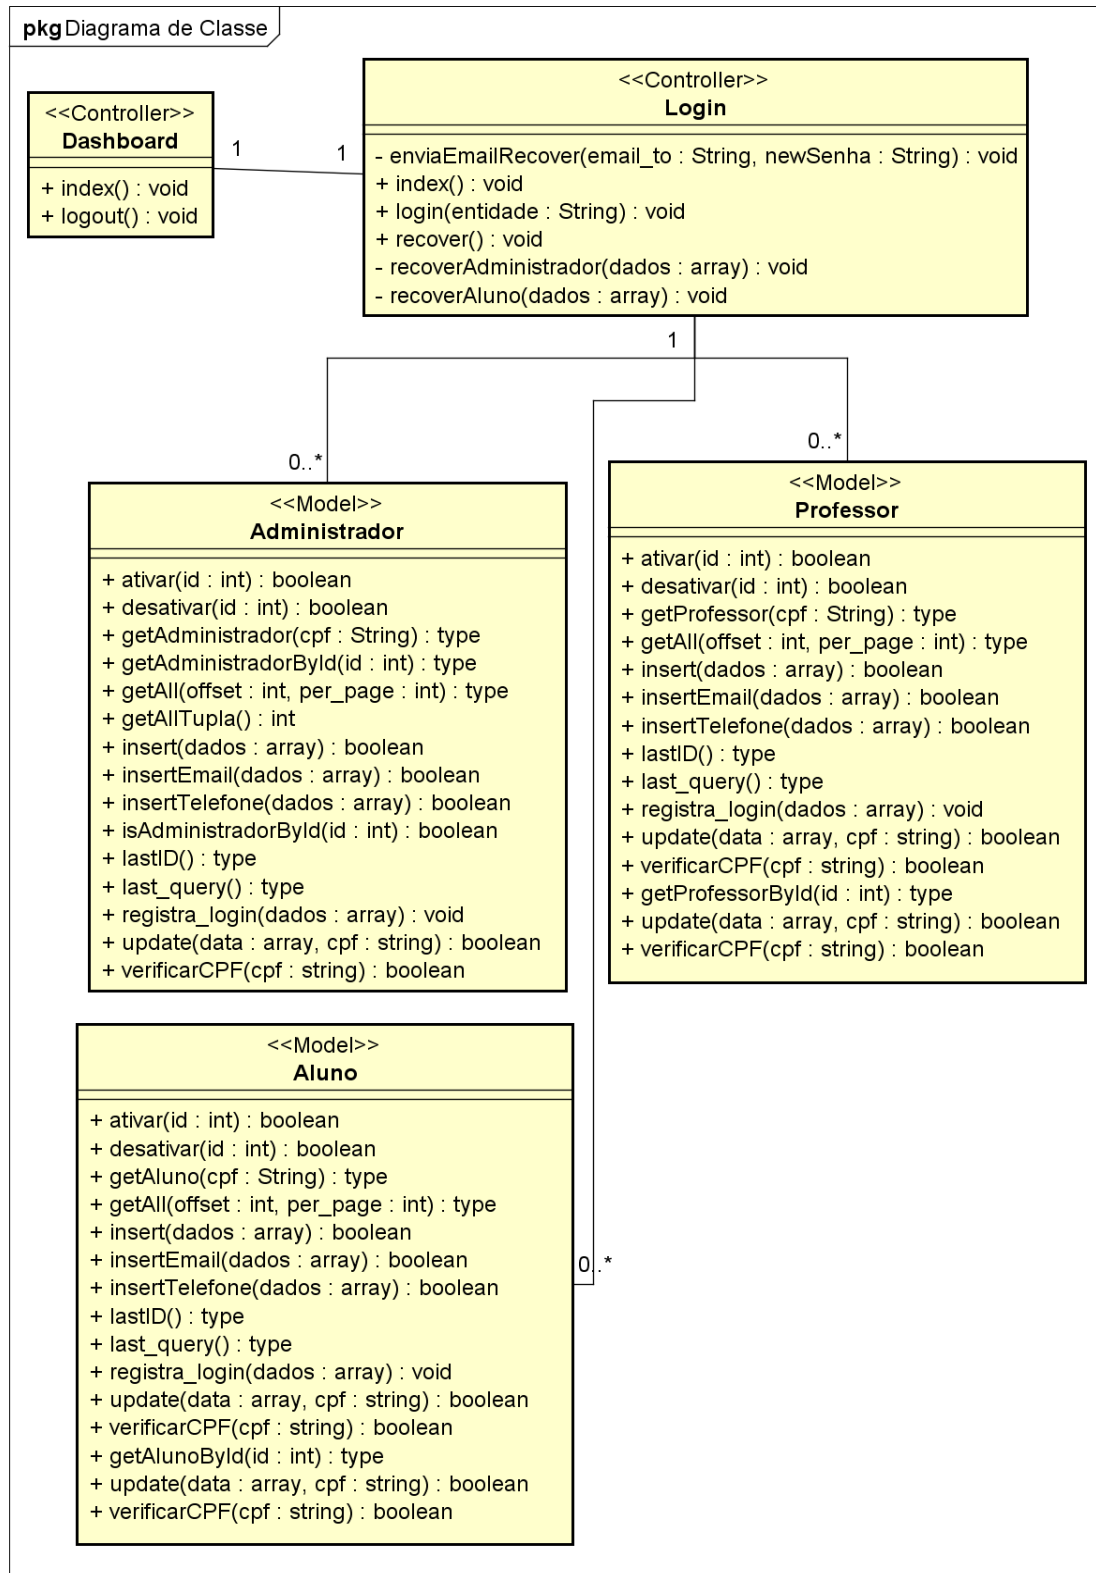 pkg Diagrama de Classe
<<Controller>>
Dashboard
+ index() : void
+ logout() : void
1
1
<<Controller>>
Login
- enviaEmailRecover(email_to : String, newSenha : String) : void
+ index() : void
+ login(entidade : String) : void
+ recover() : void
- recoverAdministrador(dados : array) : void
- recoverAluno(dados : array) : void
1
0..*
0..*
<<Model>>
Administrador
+ ativar(id : int) : boolean
+ desativar(id : int) : boolean
+ getAdministrador(cpf : String) : type
+ getAdministradorById(id : int) : type
+ getAll(offset : int, per_page : int) : type
+ getAllTupla() : int
+ insert(dados : array) : boolean
+ insertEmail(dados : array) : boolean
+ insertTelefone(dados : array) : boolean
+ isAdministradorById(id : int) : boolean
+ lastID() : type
+ last_query() : type
+ registra_login(dados : array) : void
+ update(data : array, cpf : string) : boolean
+ verificarCPF(cpf : string) : boolean
<<Model>>
Professor
+ ativar(id : int) : boolean
+ desativar(id : int) : boolean
+ getProfessor(cpf : String) : type
+ getAll(offset : int, per_page : int) : type
+ insert(dados : array) : boolean
+ insertEmail(dados : array) : boolean
+ insertTelefone(dados : array) : boolean
+ lastID() : type
+ last_query() : type
+ registra_login(dados : array) : void
+ update(data : array, cpf : string) : boolean
+ verificarCPF(cpf : string) : boolean
+ getProfessorById(id : int) : type
+ update(data : array, cpf : string) : boolean
+ verificarCPF(cpf : string) : boolean
<<Model>>
Aluno
+ ativar(id : int) : boolean
+ desativar(id : int) : boolean
+ getAluno(cpf : String) : type
+ getAll(offset : int, per_page : int) : type
+ insert(dados : array) : boolean
+ insertEmail(dados : array) : boolean
+ insertTelefone(dados : array) : boolean
+ lastID() : type
+ last_query() : type
+ registra_login(dados : array) : void
+ update(data : array, cpf : string) : boolean
+ verificarCPF(cpf : string) : boolean
+ getAlunoById(id : int) : type
+ update(data : array, cpf : string) : boolean
+ verificarCPF(cpf : string) : boolean
0..*